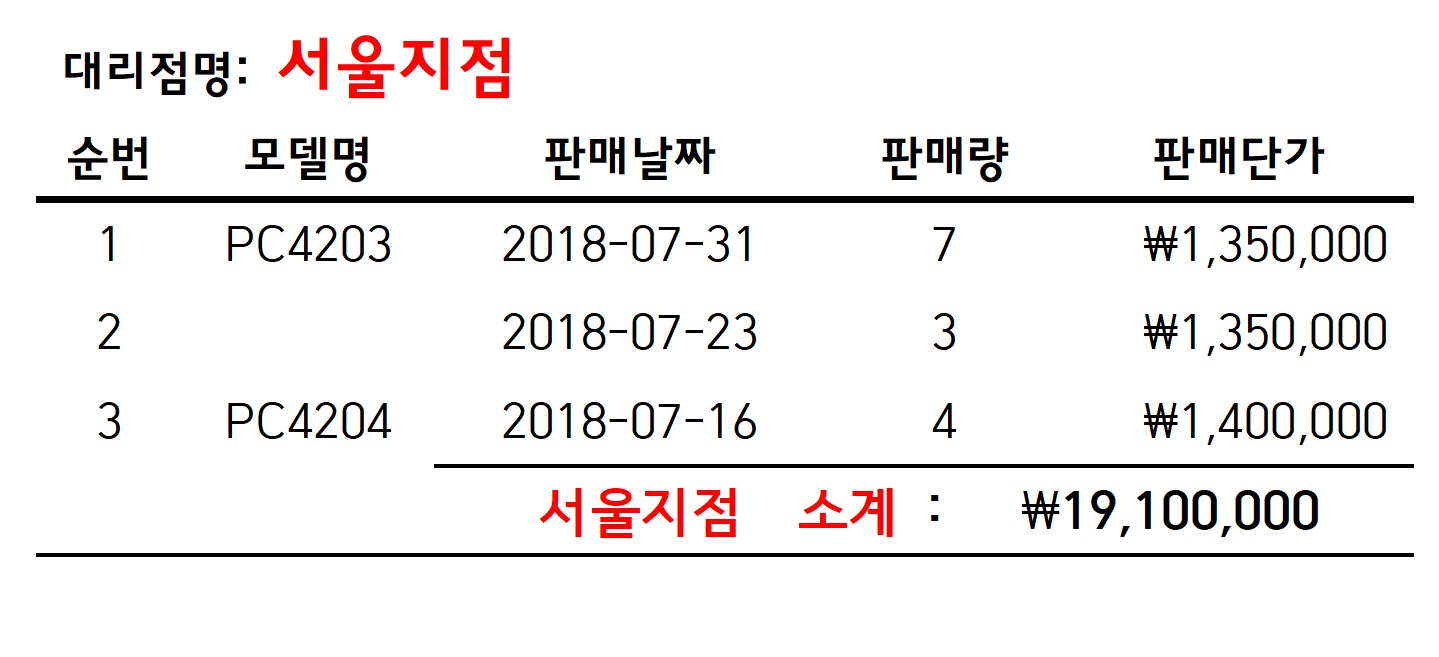 대리점명: 서울지점
순번 모델명 판매날짜 판매량 판매단가
1 PC4203 2018-07-31 7 ₩1,350,000
2 2018-07-23 3 ₩1,350,000
3 PC4204 2018-07-16 4 ₩1,400,000
서울지점 소계 : ₩19,100,000